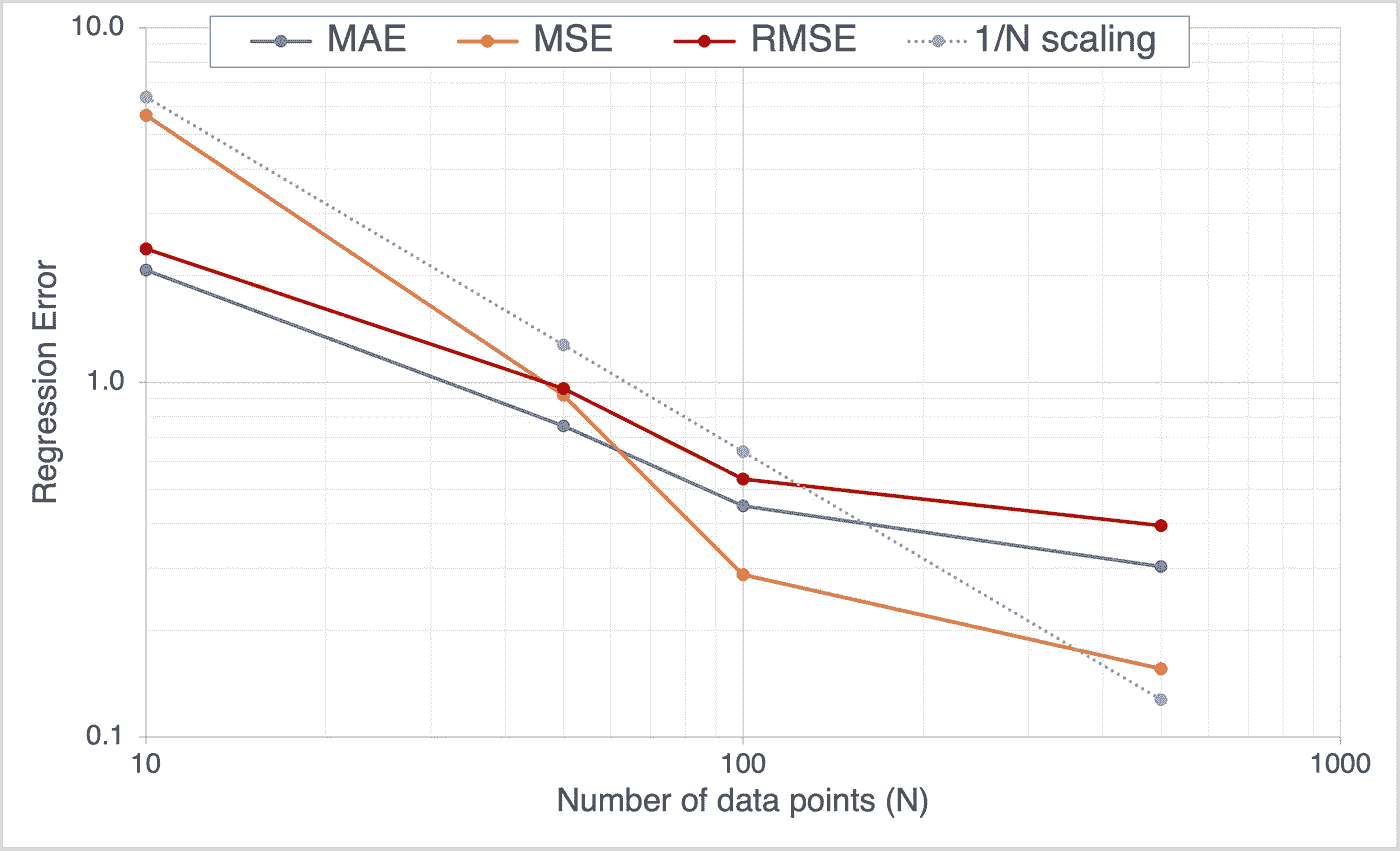 10.0
MAE MSE RMSE 1/N scaling
Regression Error
1.0
0.1
10 100 1000
Number of data points (N)